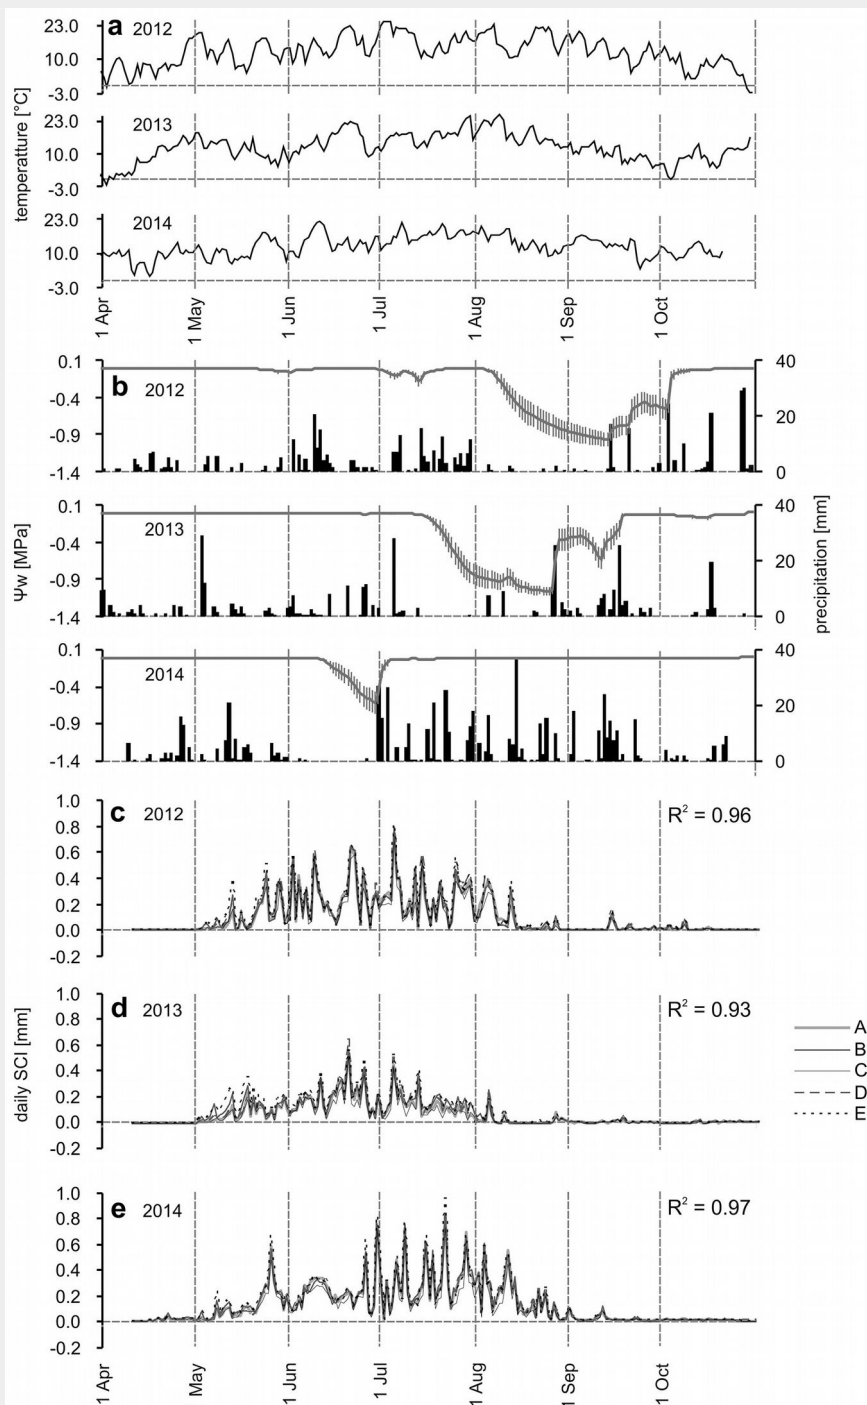 a 2012
23.0
10.0
-3.0
temperatture [°C]
2013
23.0
10.0
-3.0
2014
23.0
10.0
-3.0
1 Apr
1 May
1 Jun
1 Jul
1 Aug
1 Sep
1 Oct
b 2012
0.1
-0.4
-0.9
-1.4
40
20
0
Ψw [MPa]
precipitation [mm]
2013
0.1
-0.4
-0.9
-1.4
40
20
0
2014
0.1
-0.4
-0.9
-1.4
40
20
0
c 2012
R² = 0.96
1.0
0.8
0.6
0.4
0.2
0.0
-0.2
daily SCI [mm]
d 2013
R² = 0.93
1.0
0.8
0.6
0.4
0.2
0.0
-0.2
A
B
C
D
E
e 2014
R² = 0.97
1.0
0.8
0.6
0.4
0.2
0.0
-0.2
1 Apr
1 May
1 Jun
1 Jul
1 Aug
1 Sep
1 Oct